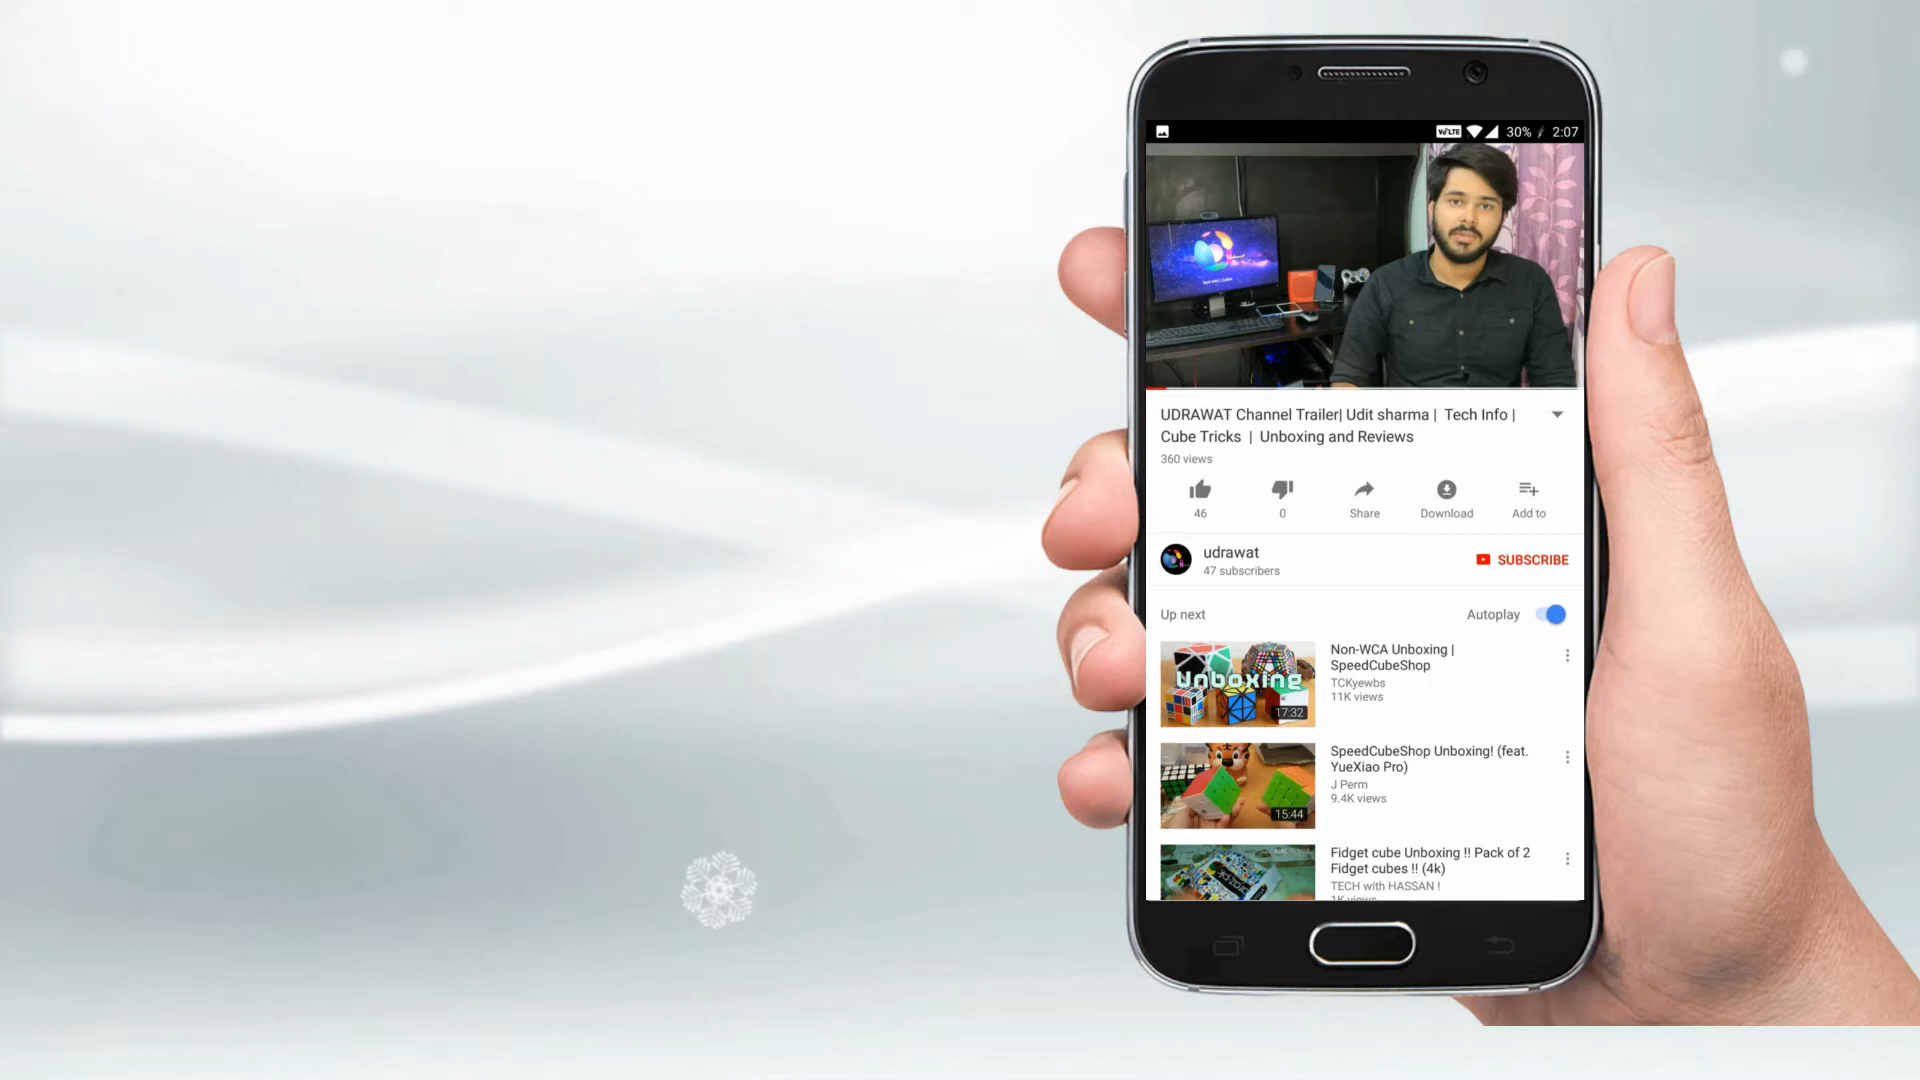 VoLTE 30% 2:07
UDRAWAT Channel Trailer| Udit sharma | Tech Info |
Cube Tricks | Unboxing and Reviews
360 views
46
0
Share
Download
Add to
udrawat
47 subscribers
SUBSCRIBE
Up next
Autoplay
Unboxing
17:32
Non-WCA Unboxing |
SpeedCubeShop
TCKyewbs
11K views
15:44
SpeedCubeShop Unboxing! (feat.
YueXiao Pro)
J Perm
9.4K views
Fidget cube Unboxing !! Pack of 2
Fidget cubes !! (4k)
TECH with HASSAN !
1K views